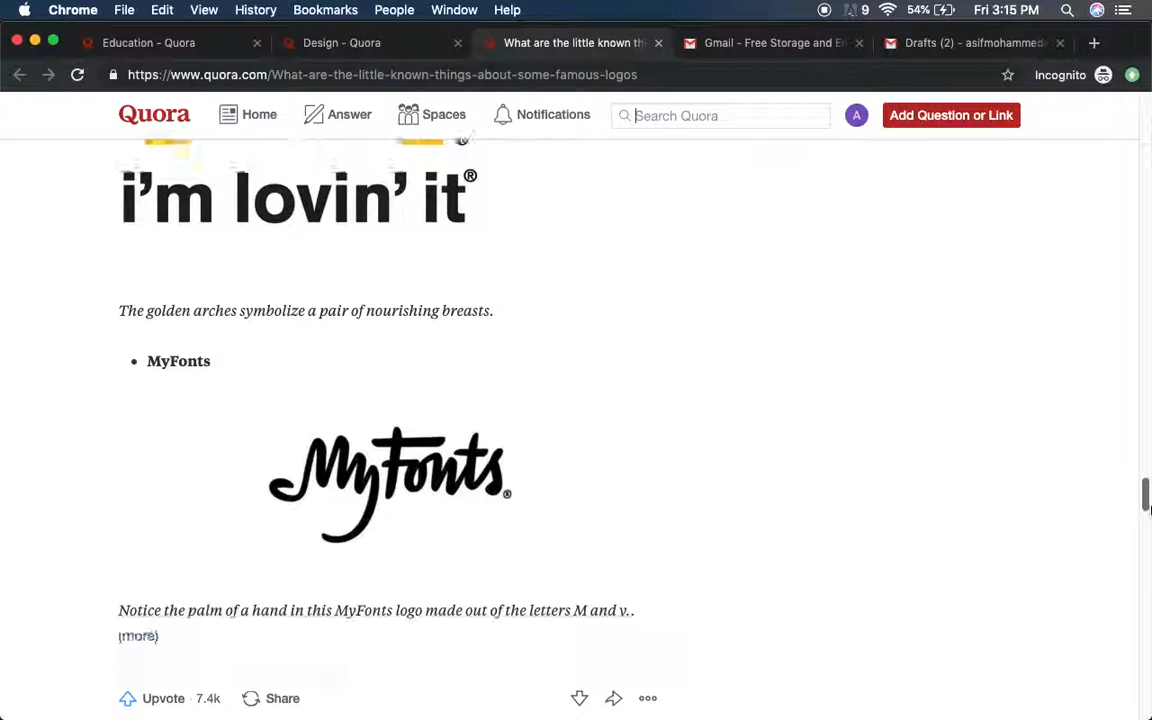 Chrome File Edit View History Bookmarks People Window Help 9 54% Fri 3:15 PM
Education - Quora Design - Quora What are the little known th Gmail - Free Storage and Em Drafts (2) - asifmohammed
https://www.quora.com/What-are-the-little-known-things-about-some-famous-logos Incognito
Quora Home Answer Spaces Notifications Search Quora A Add Question or Link
i'm lovin' it®
The golden arches symbolize a pair of nourishing breasts.
• MyFonts
MyFonts®
Notice the palm of a hand in this MyFonts logo made out of the letters M and y..
(more)
Upvote · 7.4k Share